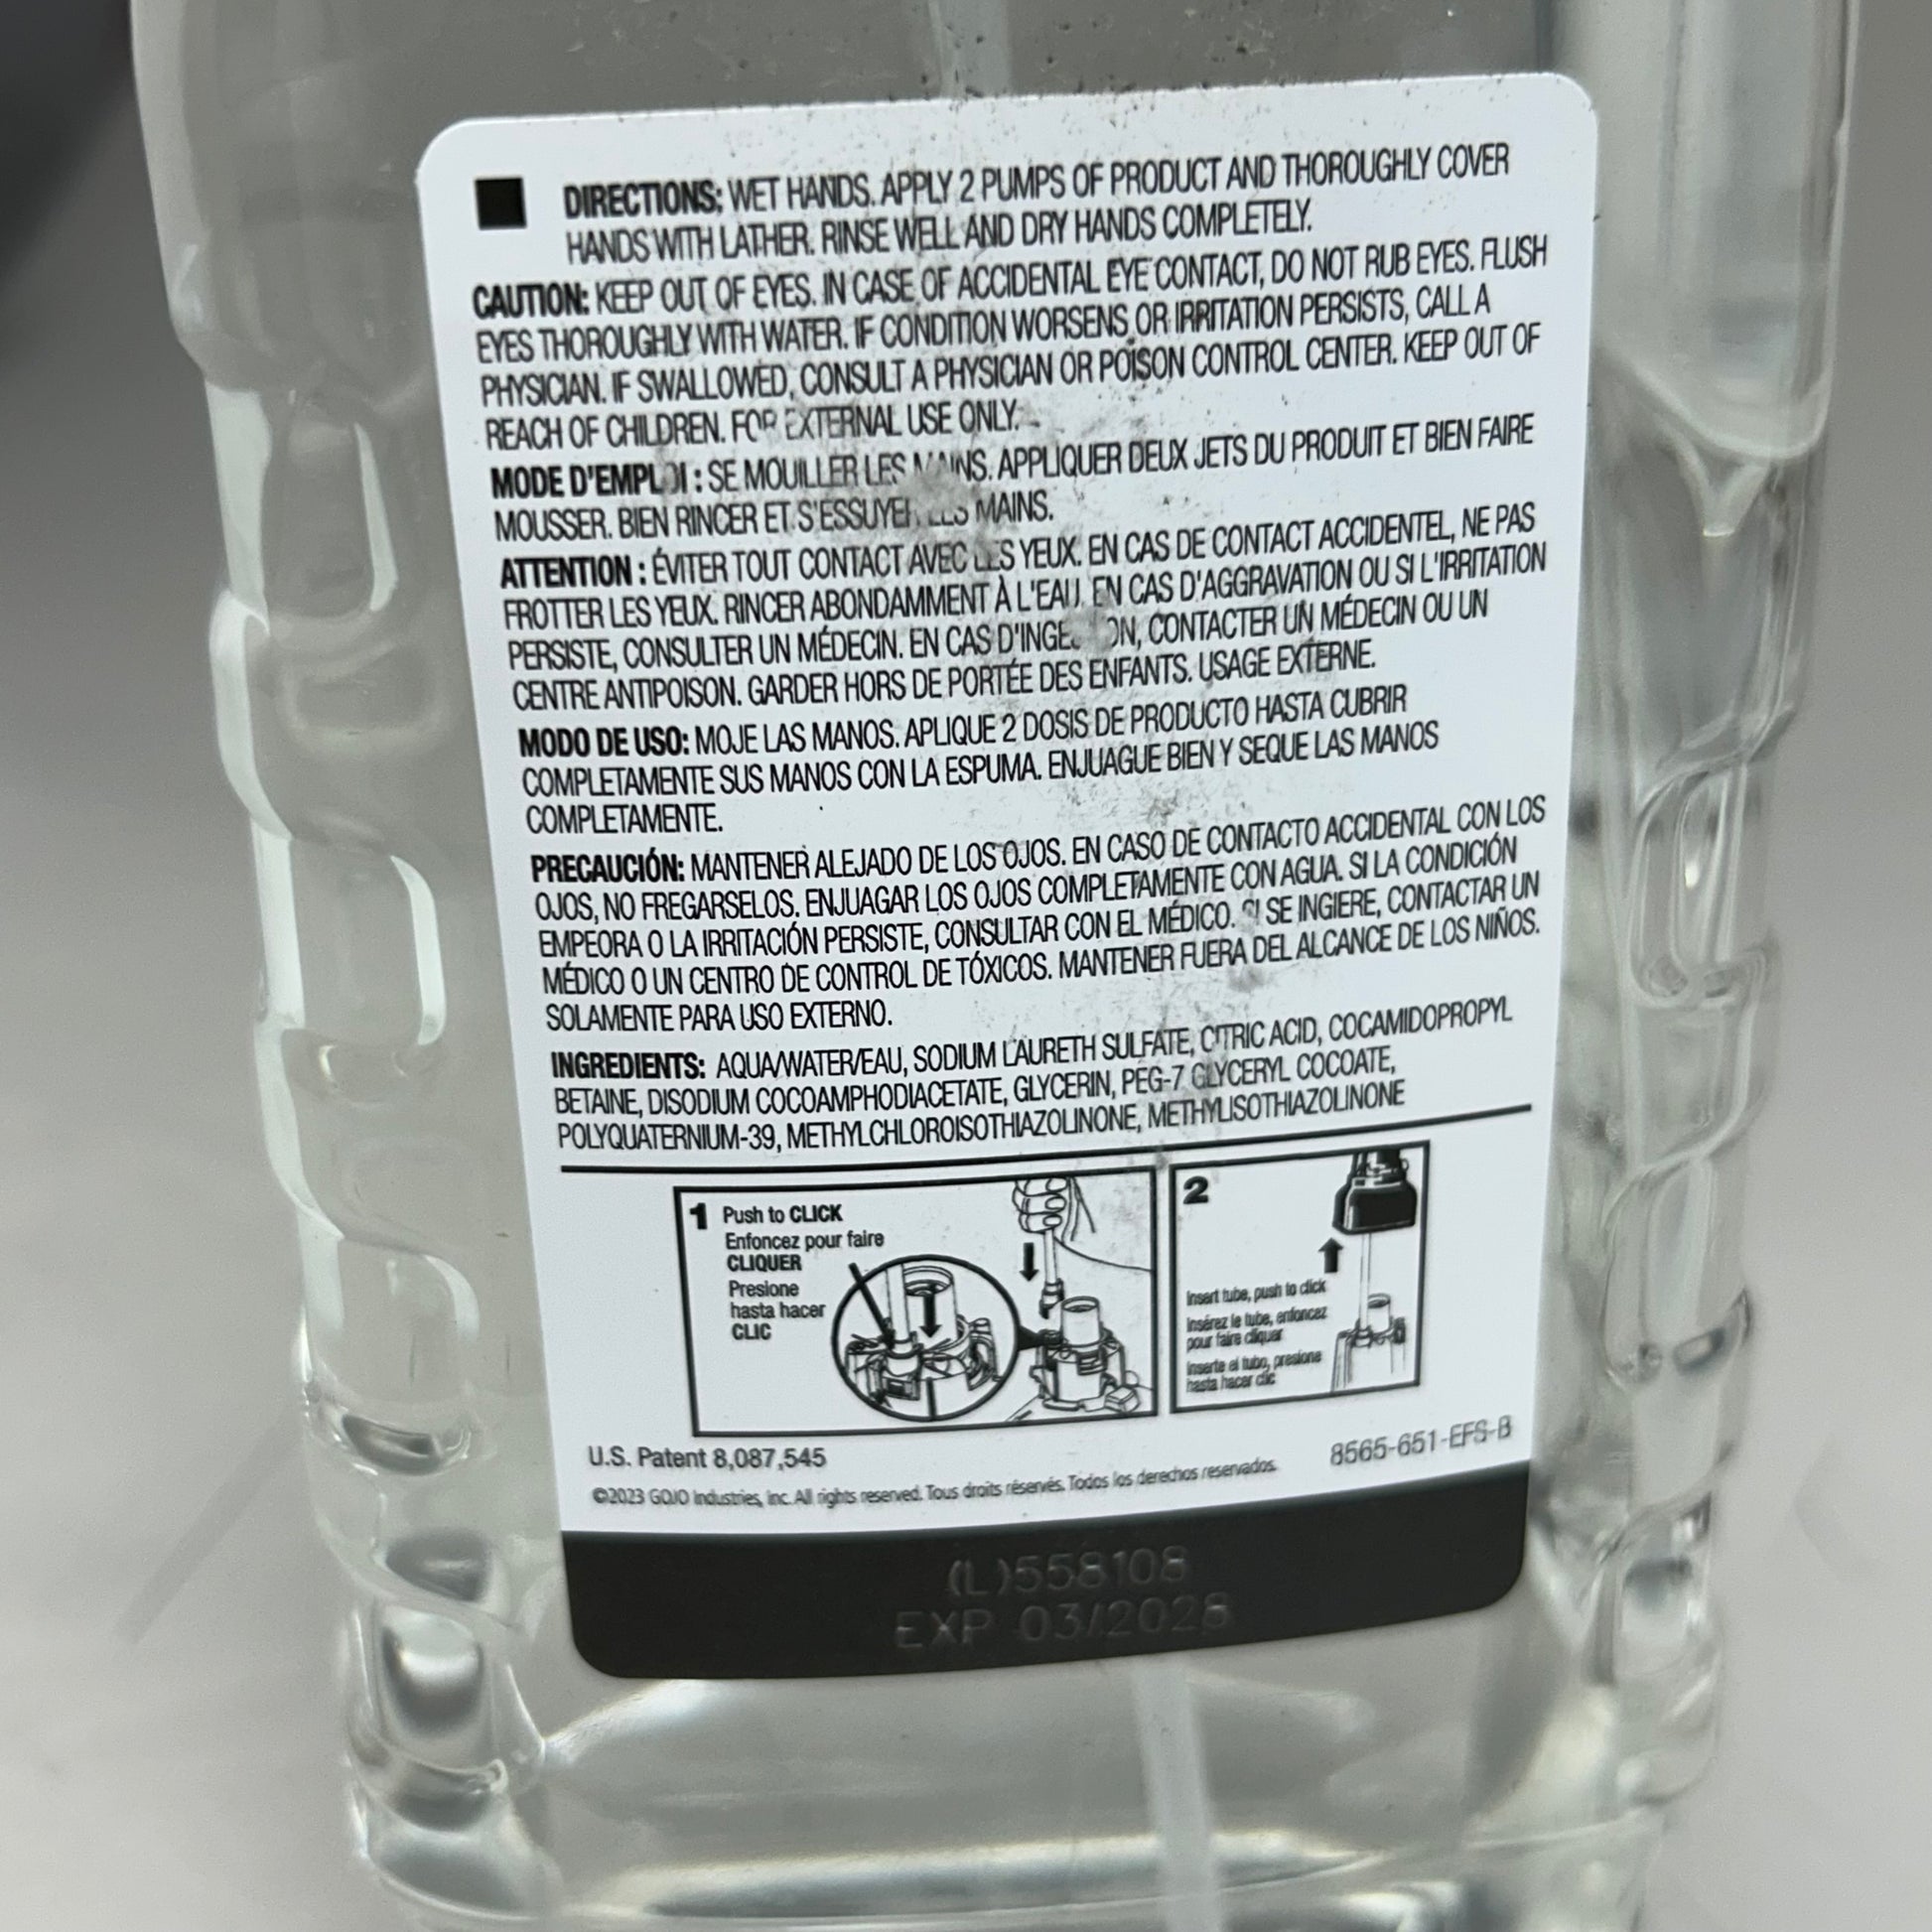 DIRECTIONS: WET HANDS. APPLY 2 PUMPS OF PRODUCT AND THOROUGHLY COVER
HANDS WITH LATHER. RINSE WELL AND DRY HANDS COMPLETELY.
CAUTION: KEEP OUT OF EYES. IN CASE OF ACCIDENTAL EYE CONTACT, DO NOT RUB EYES. FLUSH
EYES THOROUGHLY WITH WATER. IF CONDITION WORSENS OR IRRITATION PERSISTS, CALL A
PHYSICIAN. IF SWALLOWED, CONSULT A PHYSICIAN OR POISON CONTROL CENTER. KEEP OUT OF
REACH OF CHILDREN. FOR EXTERNAL USE ONLY.
MODE D'EMPLOI : SE MOUILLER LES MAINS. APPLIQUER DEUX JETS DU PRODUIT ET BIEN FAIRE
MOUSSER. BIEN RINCER ET S'ESSUYER LES MAINS.
ATTENTION : ÉVITER TOUT CONTACT AVEC LES YEUX. EN CAS DE CONTACT ACCIDENTEL, NE PAS
FROTTER LES YEUX. RINCER ABONDAMMENT À L'EAU. EN CAS D'AGGRAVATION OU SI L'IRRITATION
PERSISTE, CONSULTER UN MÉDECIN. EN CAS D'INGESTION, CONTACTER UN MÉDECIN OU UN
CENTRE ANTIPOISON. GARDER HORS DE PORTÉE DES ENFANTS. USAGE EXTERNE.
MODO DE USO: MOJE LAS MANOS. APLIQUE 2 DOSIS DE PRODUCTO HASTA CUBRIR
COMPLETAMENTE SUS MANOS CON LA ESPUMA. ENJUAGUE BIEN Y SEQUE LAS MANOS
COMPLETAMENTE.
PRECAUCIÓN: MANTENER ALEJADO DE LOS OJOS. EN CASO DE CONTACTO ACCIDENTAL CON LOS
OJOS, NO FREGARSELOS. ENJUAGAR LOS OJOS COMPLETAMENTE CON AGUA. SI LA CONDICIÓN
EMPEORA O LA IRRITACIÓN PERSISTE, CONSULTAR CON EL MÉDICO. SI SE INGIERE, CONTACTAR UN
MÉDICO O UN CENTRO DE CONTROL DE TÓXICOS. MANTENER FUERA DEL ALCANCE DE LOS NIÑOS.
SOLAMENTE PARA USO EXTERNO.
INGREDIENTS: AQUA/WATER/EAU, SODIUM LAURETH SULFATE, CITRIC ACID, COCAMIDOPROPYL
BETAINE, DISODIUM COCOAMPHODIACETATE, GLYCERIN, PEG-7 GLYCERYL COCOATE,
POLYQUATERNIUM-39, METHYLCHLOROISOTHIAZOLINONE, METHYLISOTHIAZOLINONE
1 Push to CLICK
Enfoncez pour faire
CLIQUER
Presione
hasta hacer
CLIC
2
Insert tube, push to click
Insérez le tube, enfoncez
pour faire cliquer
Inserte el tubo, presione
hasta hacer clic
U.S. Patent 8,087,545
8565-651-EFS-B
©2023 GOJO Industries, Inc. All rights reserved. Tous droits réservés. Todos los derechos reservados.
(L)558108
EXP 03/2028